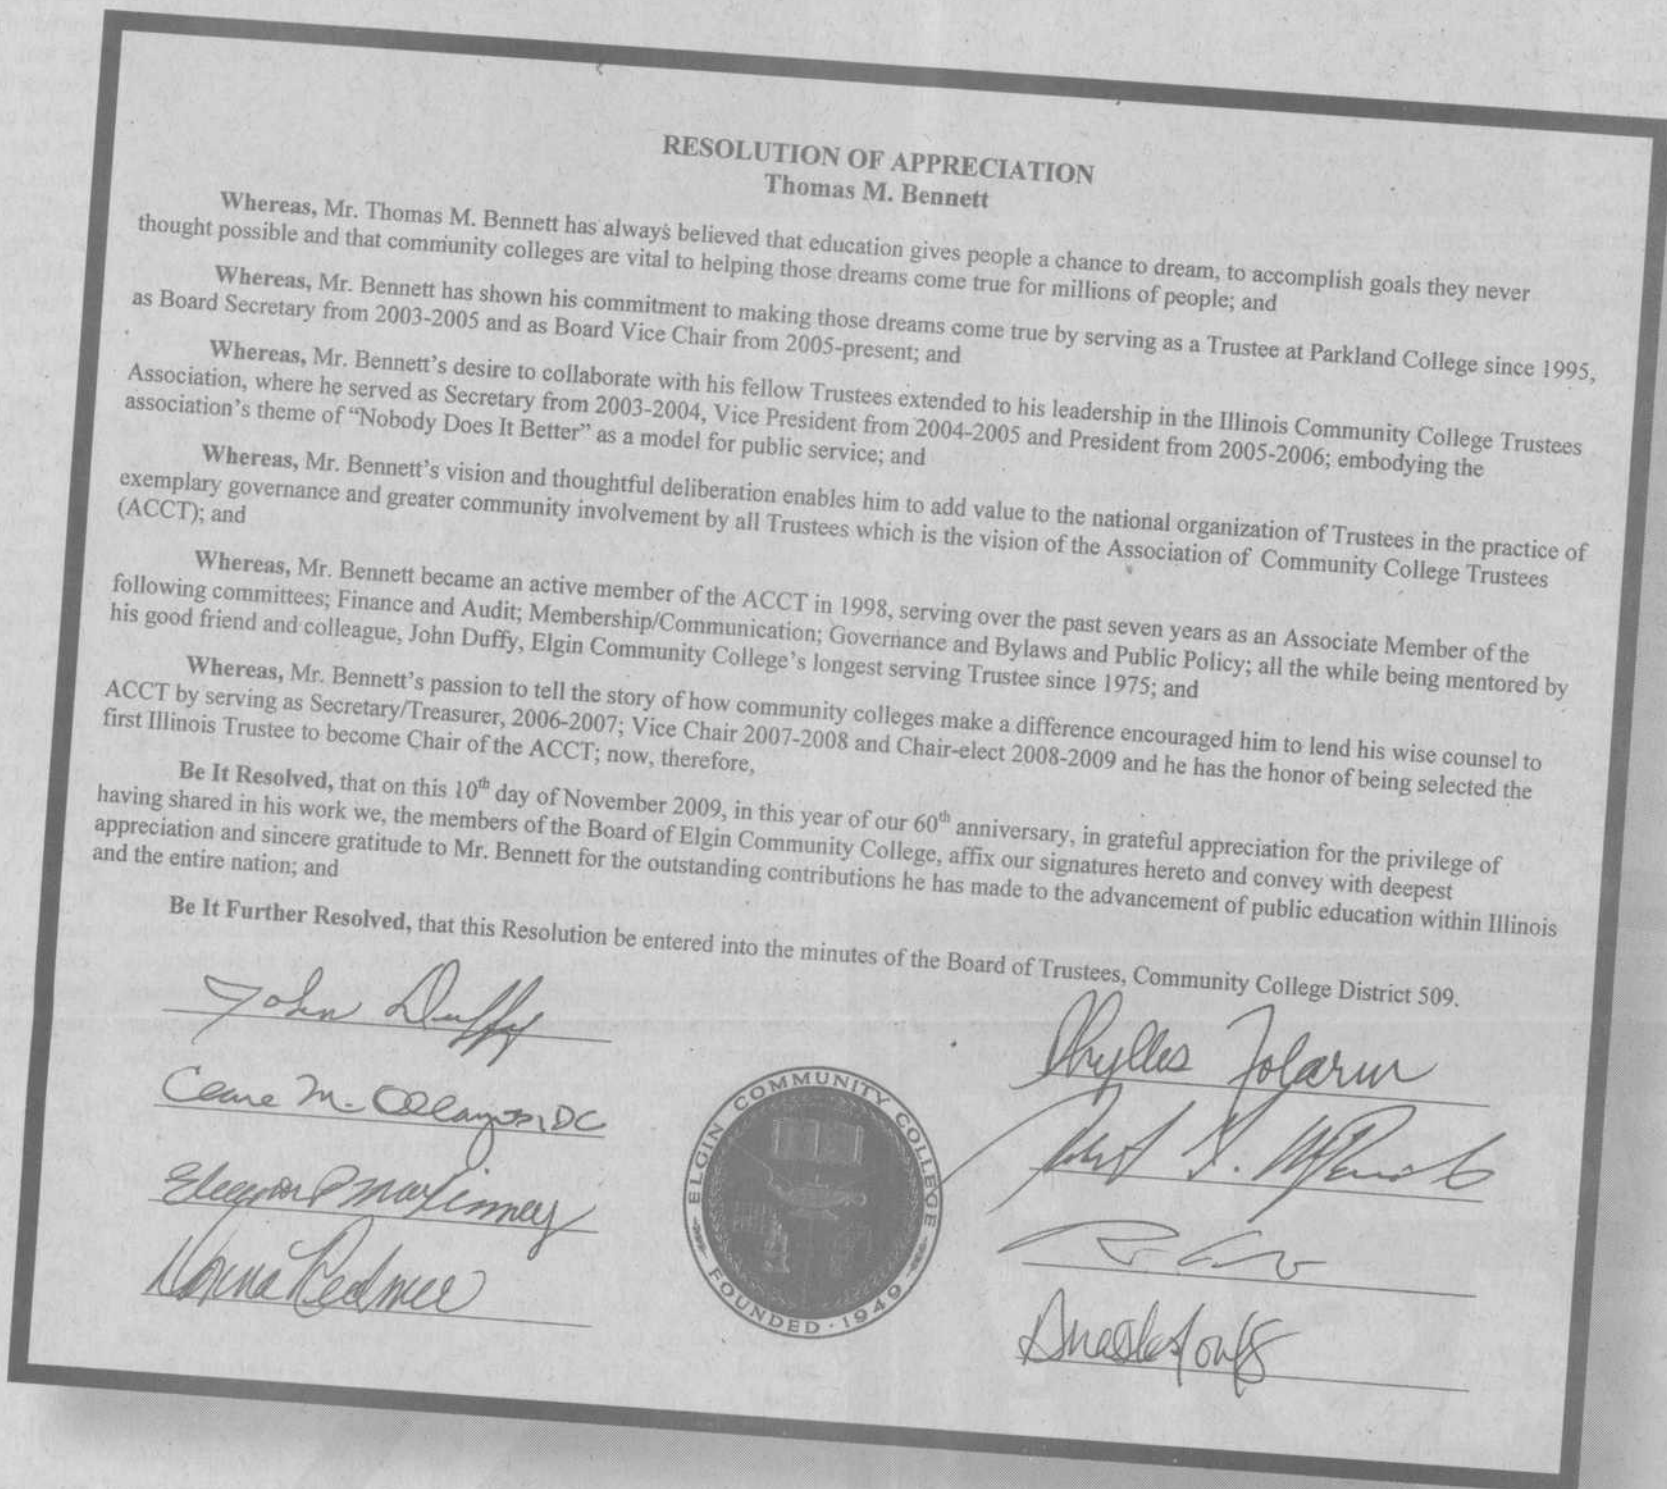 RESOLUTION OF APPRECIATION
Thomas M. Bennett
Whereas, Mr. Thomas M. Bennett has always believed that education gives people a chance to dream, to accomplish goals they never
thought possible and that community colleges are vital to helping those dreams come true for millions of people; and
Whereas, Mr. Bennett has shown his commitment to making those dreams come true by serving as a Trustee at Parkland College since 1995,
as Board Secretary from 2003-2005 and as Board Vice Chair from 2005-present; and
Whereas, Mr. Bennett's desire to collaborate with his fellow Trustees extended to his leadership in the Illinois Community College Trustees
Association, where he served as Secretary from 2003-2004, Vice President from 2004-2005 and President from 2005-2006; embodying the
association's theme of “Nobody Does It Better” as a model for public service; and
Whereas, Mr. Bennett's vision and thoughtful deliberation enables him to add value to the national organization of Trustees in the practice of
exemplary governance and greater community involvement by all Trustees which is the vision of the Association of Community College Trustees
(ACCT); and
Whereas, Mr. Bennett became an active member of the ACCT in 1998, serving over the past seven years as an Associate Member of the
following committees; Finance and Audit; Membership/Communication; Governance and Bylaws and Public Policy; all the while being mentored by
his good friend and colleague, John Duffy, Elgin Community College's longest serving Trustee since 1975; and
Whereas, Mr. Bennett's passion to tell the story of how community colleges make a difference encouraged him to lend his wise counsel to
ACCT by serving as Secretary/Treasurer, 2006-2007; Vice Chair 2007-2008 and Chair-elect 2008-2009 and he has the honor of being selected the
first Illinois Trustee to become Chair of the ACCT; now, therefore,
Be It Resolved, that on this 10th day of November 2009, in this year of our 60th anniversary, in grateful appreciation for the privilege of
having shared in his work we, the members of the Board of Elgin Community College, affix our signatures hereto and convey with deepest
appreciation and sincere gratitude to Mr. Bennett for the outstanding contributions he has made to the advancement of public education within Illinois
and the entire nation; and
Be It Further Resolved, that this Resolution be entered into the minutes of the Board of Trustees, Community College District 509.
John Duffy
Phyllis Folarin
Clare M.
Eleanor MacKinney
Donna Redmer
ELGIN COMMUNITY COLLEGE
FOUNDED · 1949